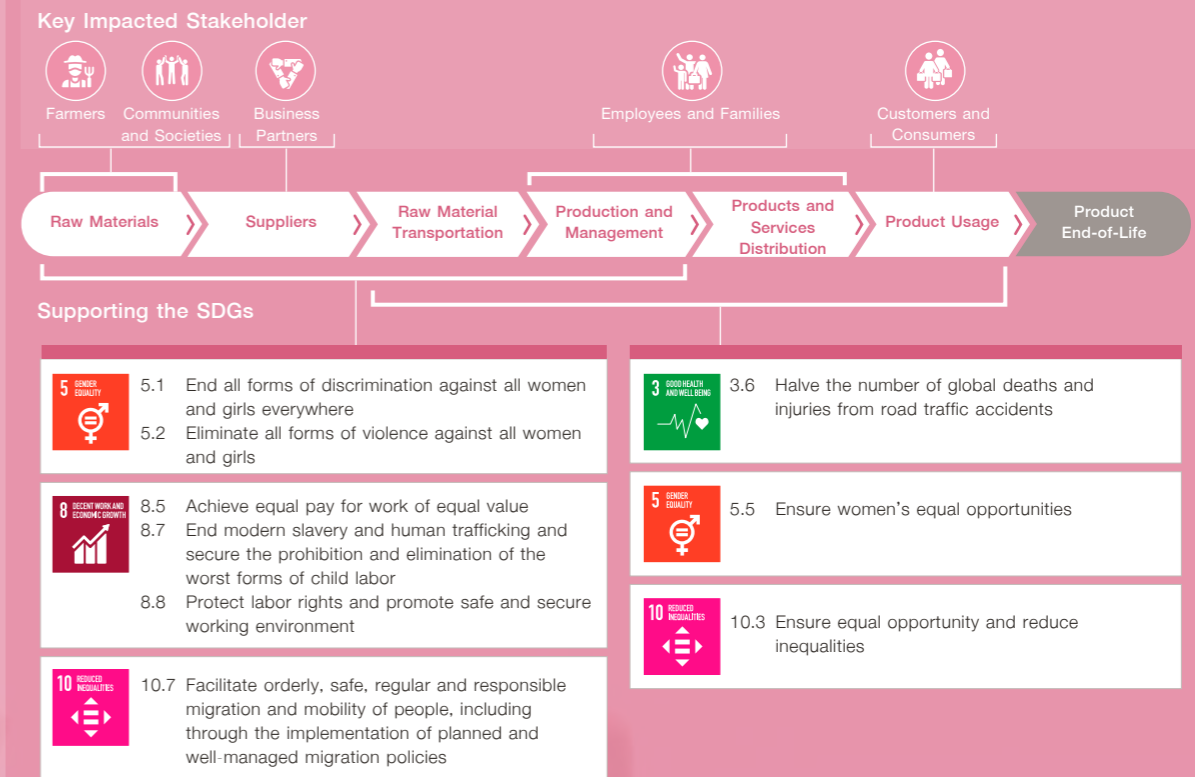 Key Impacted Stakeholder
Farmers
Communities
and Societies
Business
Partners
Employees and Families
Customers and
Consumers
Raw Materials
Suppliers
Raw Material
Transportation
Production and
Management
Products and
Services
Distribution
Product Usage
Product
End-of-Life
Supporting the SDGs
5 GENDER
EQUALITY
5.1 End all forms of discrimination against all women
and girls everywhere
5.2 Eliminate all forms of violence against all women
and girls
8 DECENT WORK AND
ECONOMIC GROWTH
8.5 Achieve equal pay for work of equal value
8.7 End modern slavery and human trafficking and
secure the prohibition and elimination of the
worst forms of child labor
8.8 Protect labor rights and promote safe and secure
working environment
10 REDUCED
INEQUALITIES
10.7 Facilitate orderly, safe, regular and responsible
migration and mobility of people, including
through the implementation of planned and
well-managed migration policies
3 GOOD HEALTH
AND WELL BEING
3.6 Halve the number of global deaths and
injuries from road traffic accidents
5 GENDER
EQUALITY
5.5 Ensure women's equal opportunities
10 REDUCED
INEQUALITIES
10.3 Ensure equal opportunity and reduce
inequalities